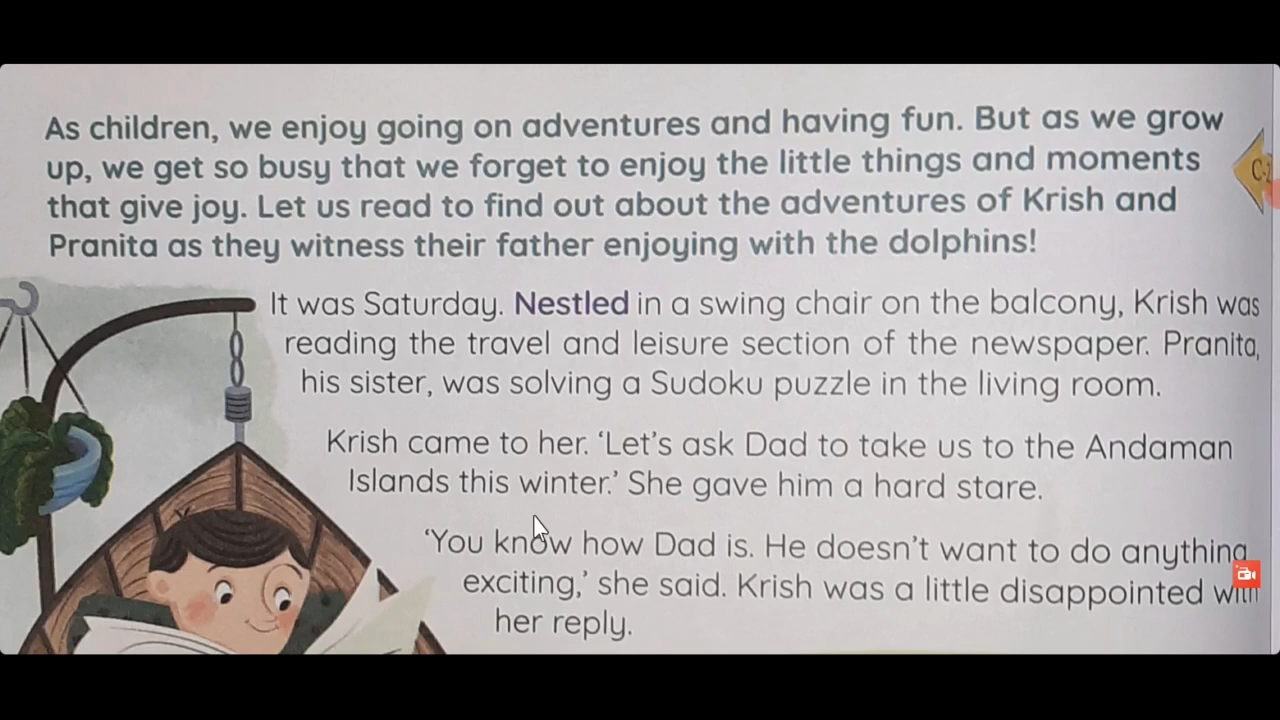 As children, we enjoy going on adventures and having fun. But as we grow
up, we get so busy that we forget to enjoy the little things and moments
that give joy. Let us read to find out about the adventures of Krish and
Pranita as they witness their father enjoying with the dolphins!
It was Saturday. Nestled in a swing chair on the balcony, Krish was
reading the travel and leisure section of the newspaper. Pranita,
his sister, was solving a Sudoku puzzle in the living room.
Krish came to her. ‘Let’s ask Dad to take us to the Andaman
Islands this winter.’ She gave him a hard stare.
‘You know how Dad is. He doesn’t want to do anything
exciting,’ she said. Krish was a little disappointed with
her reply.